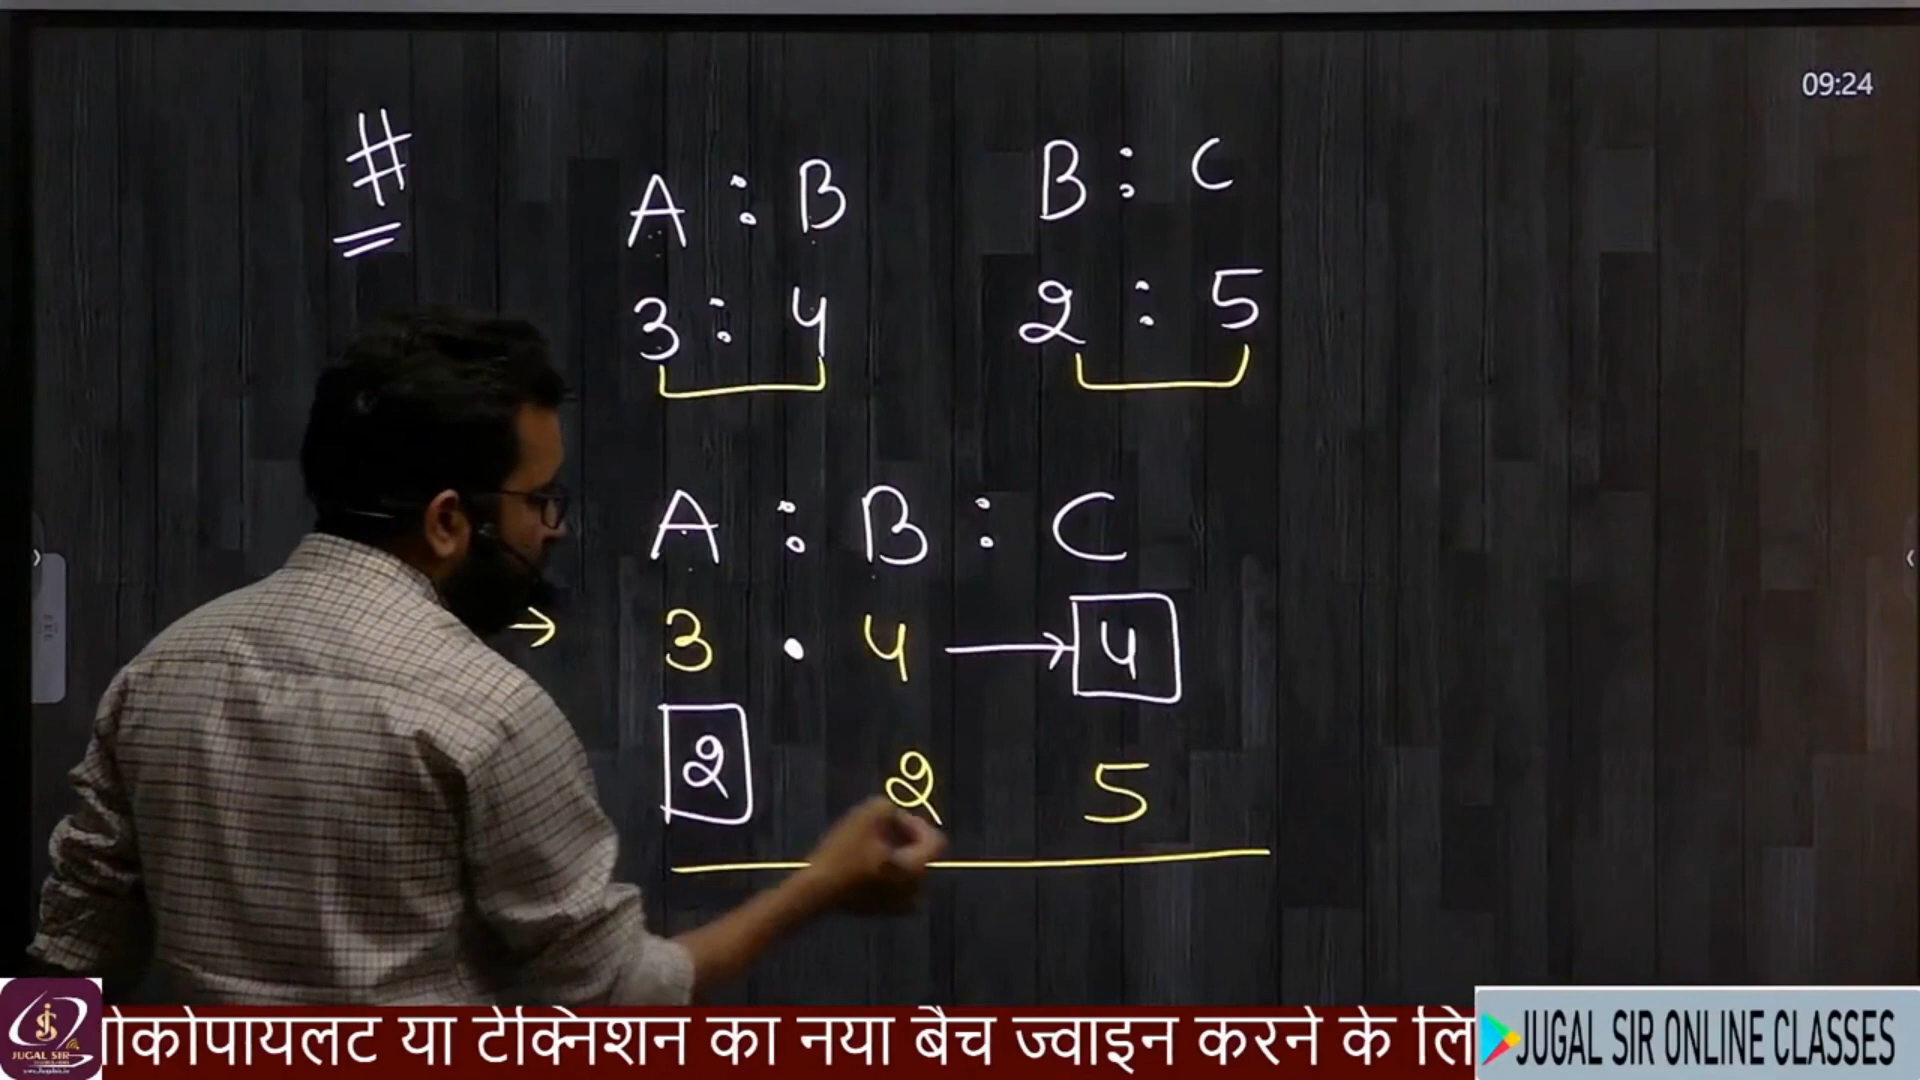 09:24
#
A : B
B : C
3 : 4
2 : 5
A : B : C
→ 3 . 4 → 4
2 2 5
JUGAL SIR
ोकोपायलट या टेक्निशन का नया बैच ज्वाइन करने के लि
JUGAL SIR ONLINE CLASSES